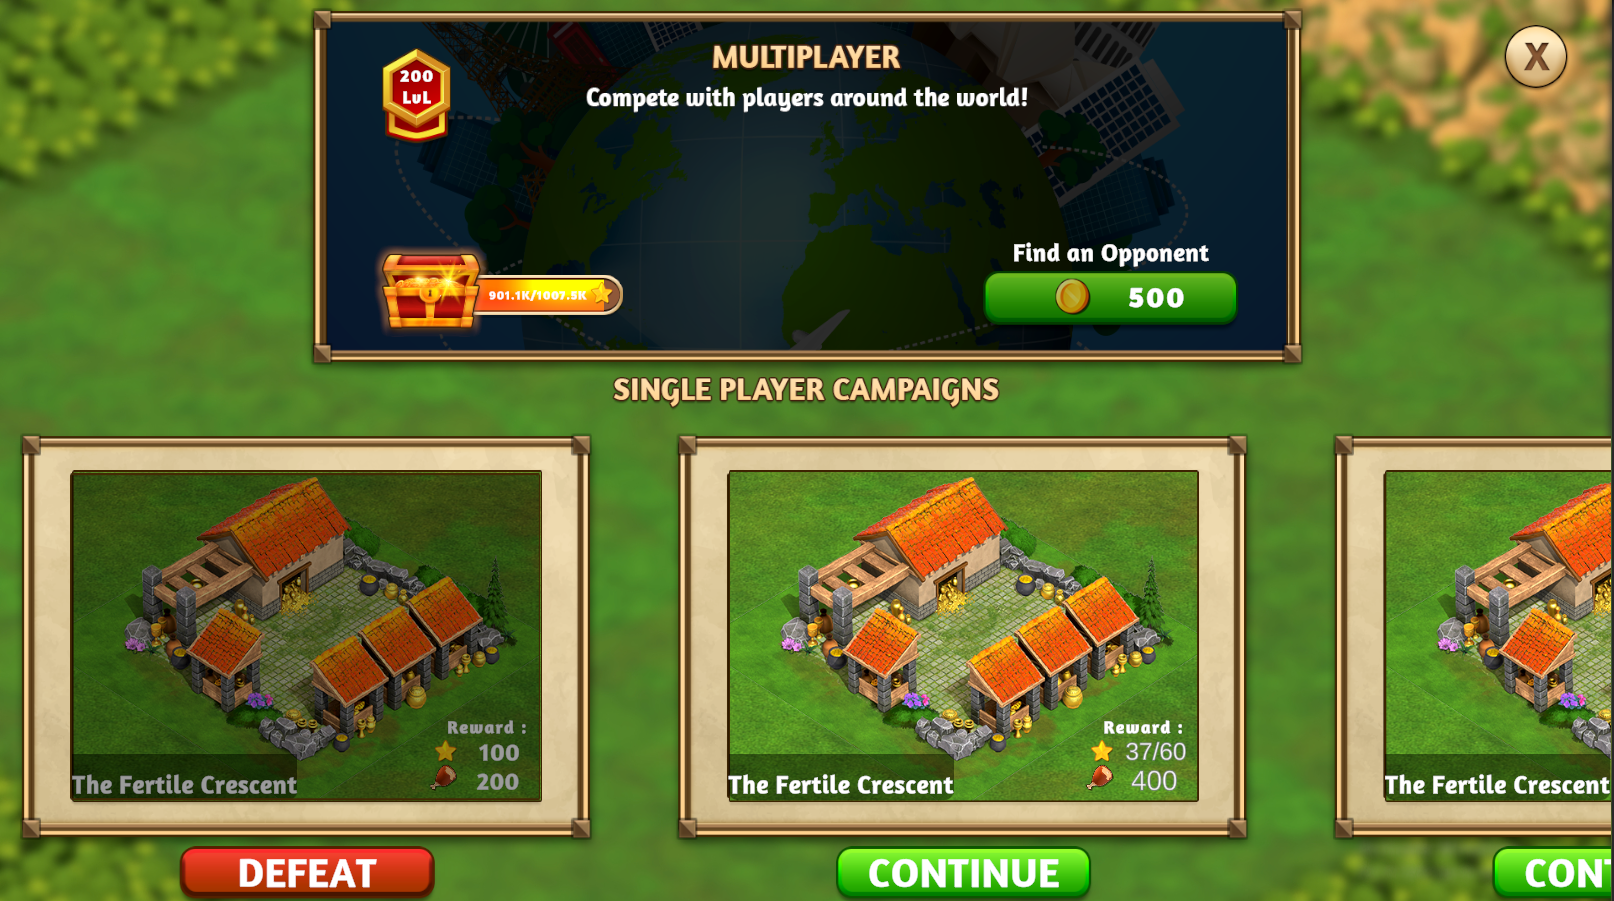 MULTIPLAYER
Compete with players around the world!
200
LvL
X
901.1K/1007.5K
Find an Opponent
500
SINGLE PLAYER CAMPAIGNS
Reward :
100
200
The Fertile Crescent
DEFEAT
Reward :
37/60
400
The Fertile Crescent
CONTINUE
The Fertile Crescent
CONT